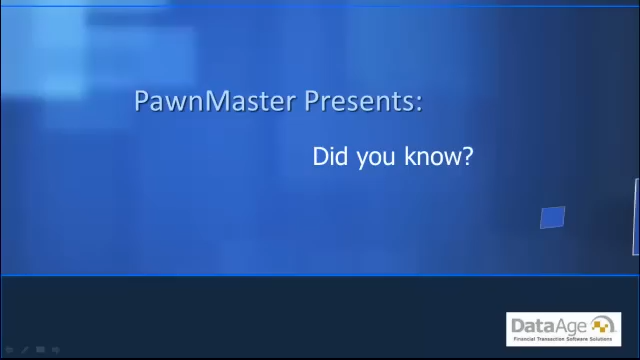 PawnMaster Presents:
Did you know?
DataAge
Financial Transaction Software Solutions